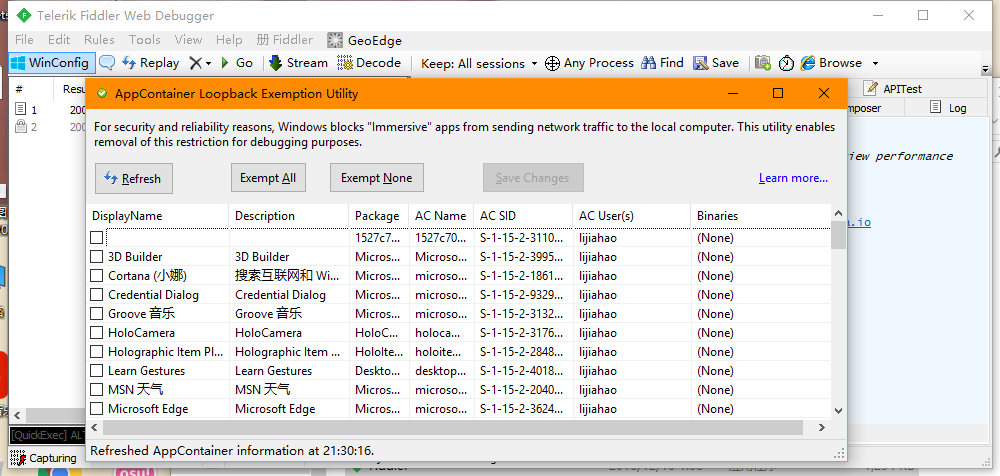 Telerik Fiddler Web Debugger
File Edit Rules Tools View Help 册 Fiddler GeoEdge
WinConfig Replay Go Stream Decode Keep: All sessions Any Process Find Save Browse
# Resu
1 200
2 200
APITest
mposer Log
iew performance
.io
AppContainer Loopback Exemption Utility
For security and reliability reasons, Windows blocks "Immersive" apps from sending network traffic to the local computer. This utility enables
removal of this restriction for debugging purposes.
Refresh Exempt All Exempt None Save Changes Learn more...
DisplayName Description Package AC Name AC SID AC User(s) Binaries
1527c7... 1527c70... S-1-15-2-3110... lijiahao (None)
3D Builder 3D Builder Micros... Microso... S-1-15-2-3995... lijiahao (None)
Cortana (小娜) 搜索互联网和 Wi... Micros... microso... S-1-15-2-1861... lijiahao (None)
Credential Dialog Credential Dialog Micros... microso... S-1-15-2-9329... lijiahao (None)
Groove 音乐 Groove 音乐 Micros... microso... S-1-15-2-3132... lijiahao (None)
HoloCamera HoloCamera HoloC... holoca... S-1-15-2-3176... lijiahao (None)
Holographic Item Pl... Holographic Item ... HoloIte... holoite... S-1-15-2-2848... lijiahao (None)
Learn Gestures Learn Gestures Deskto... desktop... S-1-15-2-4018... lijiahao (None)
MSN 天气 MSN 天气 Micros... microso... S-1-15-2-2040... lijiahao (None)
Microsoft Edge Microsoft Edge Micros... microso... S-1-15-2-3624... lijiahao (None)
Refreshed AppContainer information at 21:30:16.
[QuickExec] AL
Capturing
osu!